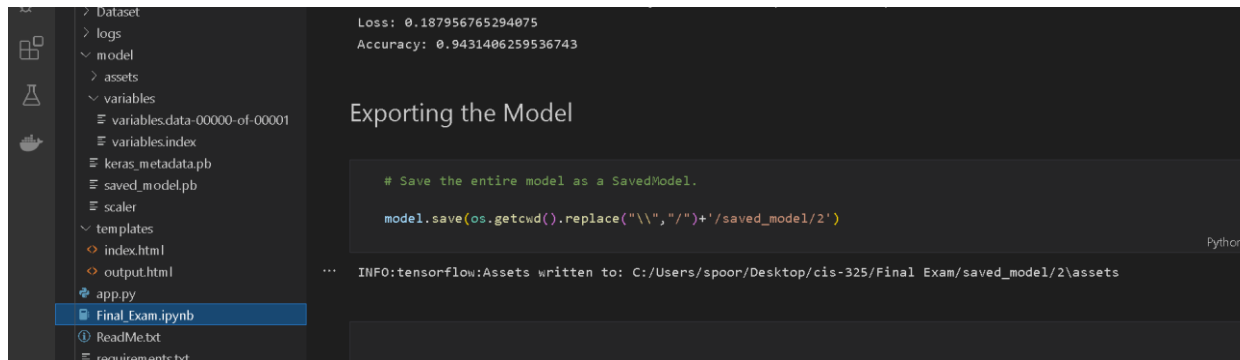 Dataset
logs
model
assets
variables
variables.data-00000-of-00001
variables.index
keras_metadata.pb
saved_model.pb
scaler
templates
index.html
output.html
app.py
Final_Exam.ipynb
ReadMe.txt
requirements.txt
Loss: 0.187956765294075
Accuracy: 0.9431406259536743
Exporting the Model
# Save the entire model as a SavedModel.
model.save(os.getcwd().replace("\\","/")+'/saved_model/2')
Python
... INFO:tensorflow:Assets written to: C:/Users/spoor/Desktop/cis-325/Final Exam/saved_model/2\assets